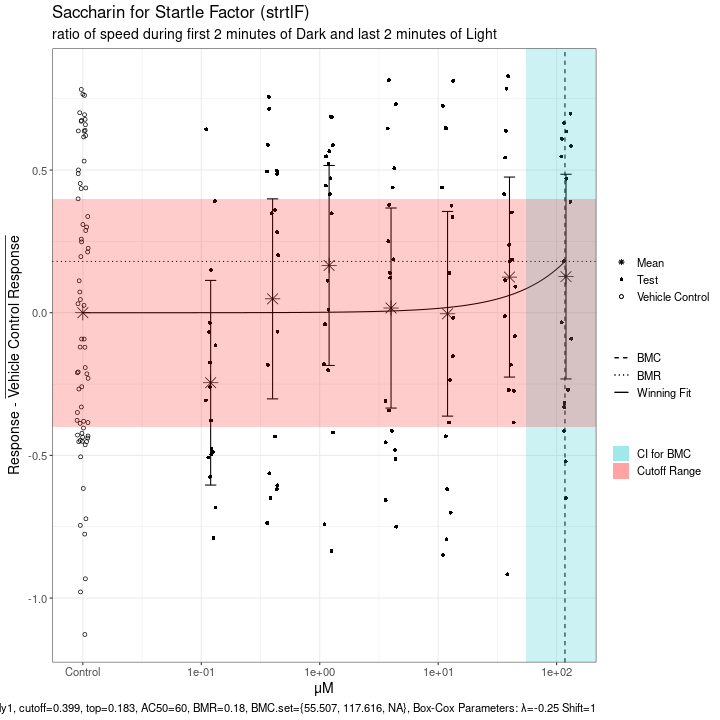 Saccharin for Startle Factor (strtlF)
ratio of speed during first 2 minutes of Dark and last 2 minutes of Light
Response - Vehicle Control Response
0.5
0.0
-0.5
-1.0
Control
1e-01
1e+00
1e+01
1e+02
µM
Mean
Test
Vehicle Control
BMC
BMR
Winning Fit
CI for BMC
Cutoff Range
cutoff=0.399, top=0.183, AC50=60, BMR=0.18, BMC.set={55.507, 117.616, NA}, Box-Cox Parameters: λ=-0.25 Shift=1